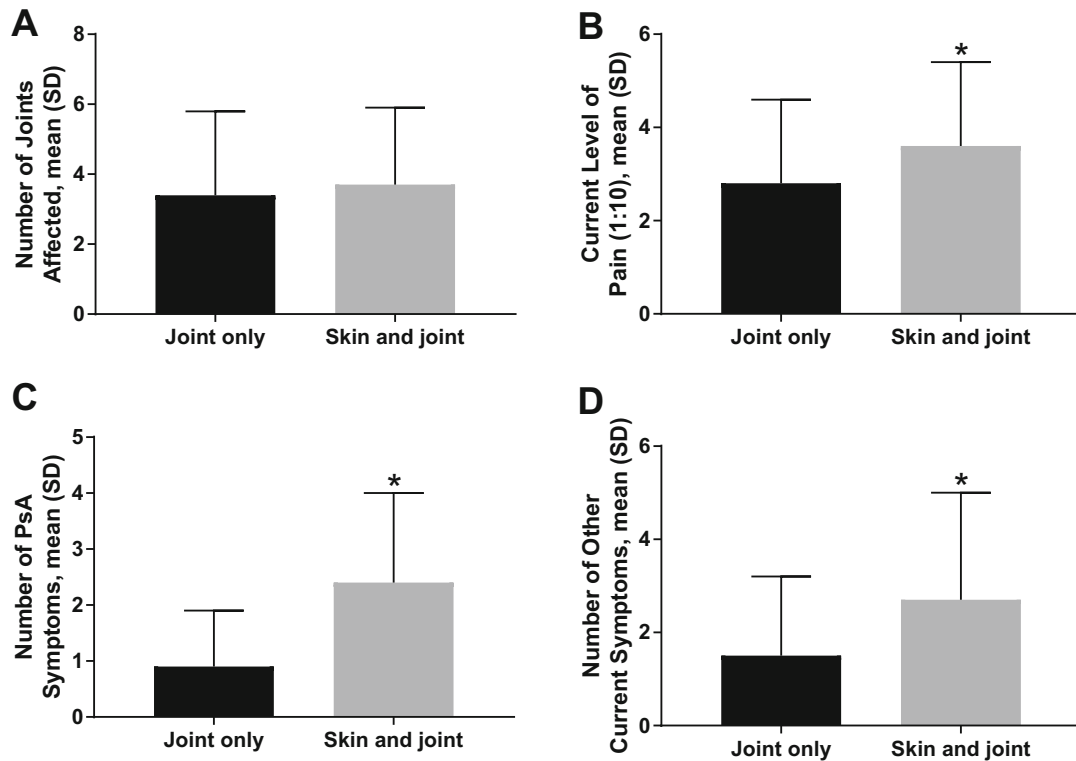 A
Number of Joints
Affected, mean (SD)
8
6
4
2
0
Joint only
Skin and joint
B
Current Level of
Pain (1:10), mean (SD)
6
4
2
0
*
Joint only
Skin and joint
C
Number of PsA
Symptoms, mean (SD)
5
4
3
2
1
0
*
Joint only
Skin and joint
D
Number of Other
Current Symptoms, mean (SD)
6
4
2
0
*
Joint only
Skin and joint